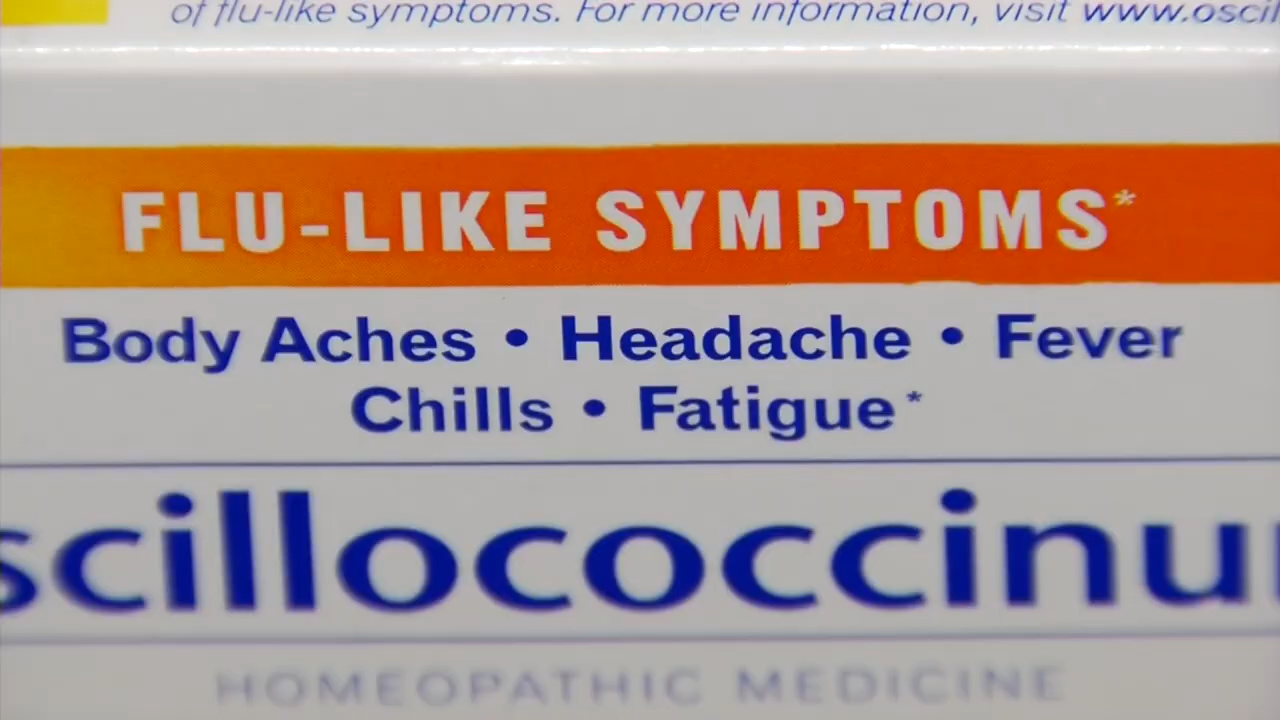 of flu-like symptoms. For more information, visit www.oscil
FLU-LIKE SYMPTOMS*
Body Aches • Headache • Fever
Chills • Fatigue*
scillococcinu
HOMEOPATHIC MEDICINE